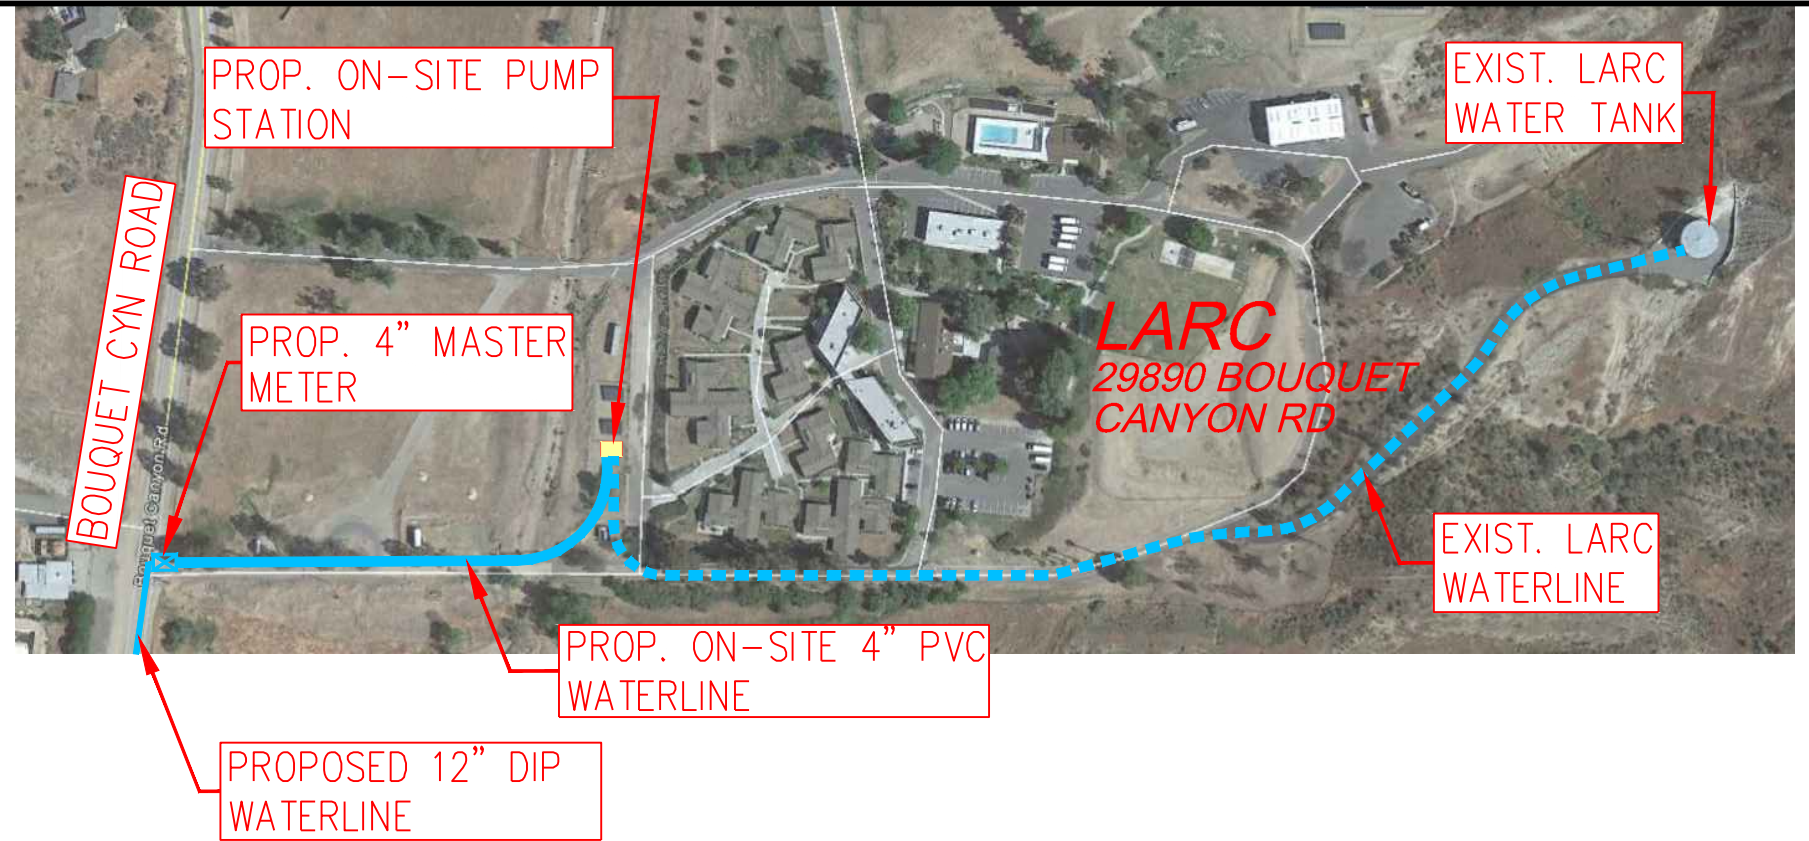 PROP. ON-SITE PUMP
STATION
EXIST. LARC
WATER TANK
BOUQUET CYN ROAD
PROP. 4" MASTER
METER
LARC
29890 BOUQUET
CANYON RD
Bouquet Canyon Rd
EXIST. LARC
WATERLINE
PROP. ON-SITE 4" PVC
WATERLINE
PROPOSED 12" DIP
WATERLINE